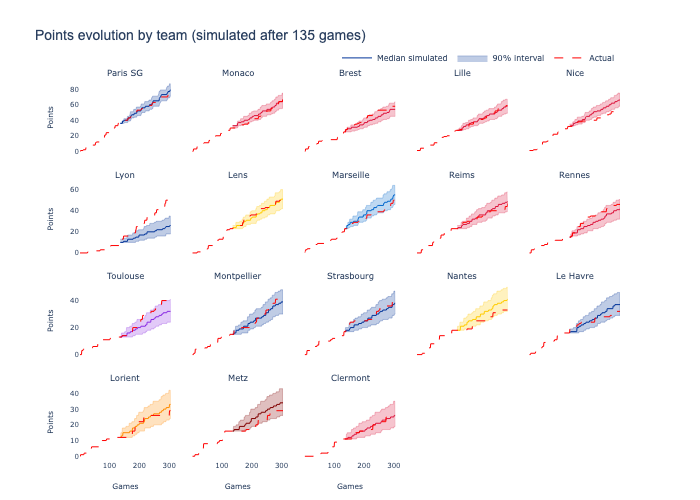 Points evolution by team (simulated after 135 games)
Median simulated 90% interval Actual
Paris SG Monaco Brest Lille Nice
80
60
40
20
0
Points
Lyon Lens Marseille Reims Rennes
60
40
20
0
Points
Toulouse Montpellier Strasbourg Nantes Le Havre
40
20
0
Points
Lorient Metz Clermont
40
30
20
10
0
Points
100 200 300 100 200 300 100 200 300
Games Games Games